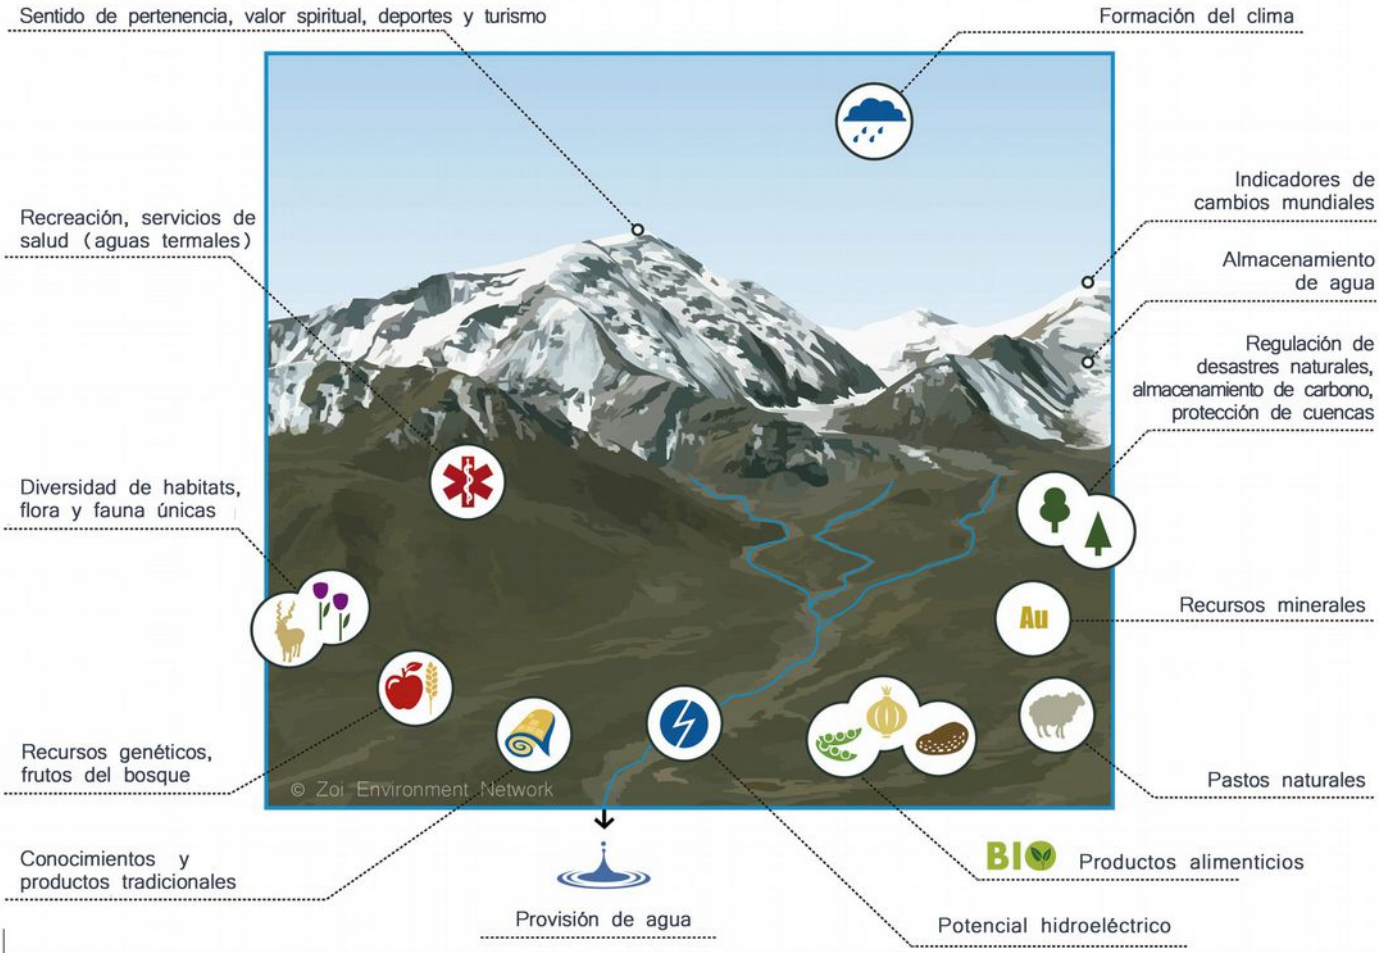 Sentido de pertenencia, valor spiritual, deportes y turismo
Formación del clima
Indicadores de
cambios mundiales
Recreación, servicios de
salud (aguas termales)
Almacenamiento
de agua
Regulación de
desastres naturales,
almacenamiento de carbono,
protección de cuencas
Diversidad de habitats,
flora y fauna únicas
Au
Recursos minerales
Recursos genéticos,
frutos del bosque
Pastos naturales
© Zoi Environment Network
Conocimientos y
productos tradicionales
BIO Productos alimenticios
Provisión de agua
Potencial hidroeléctrico